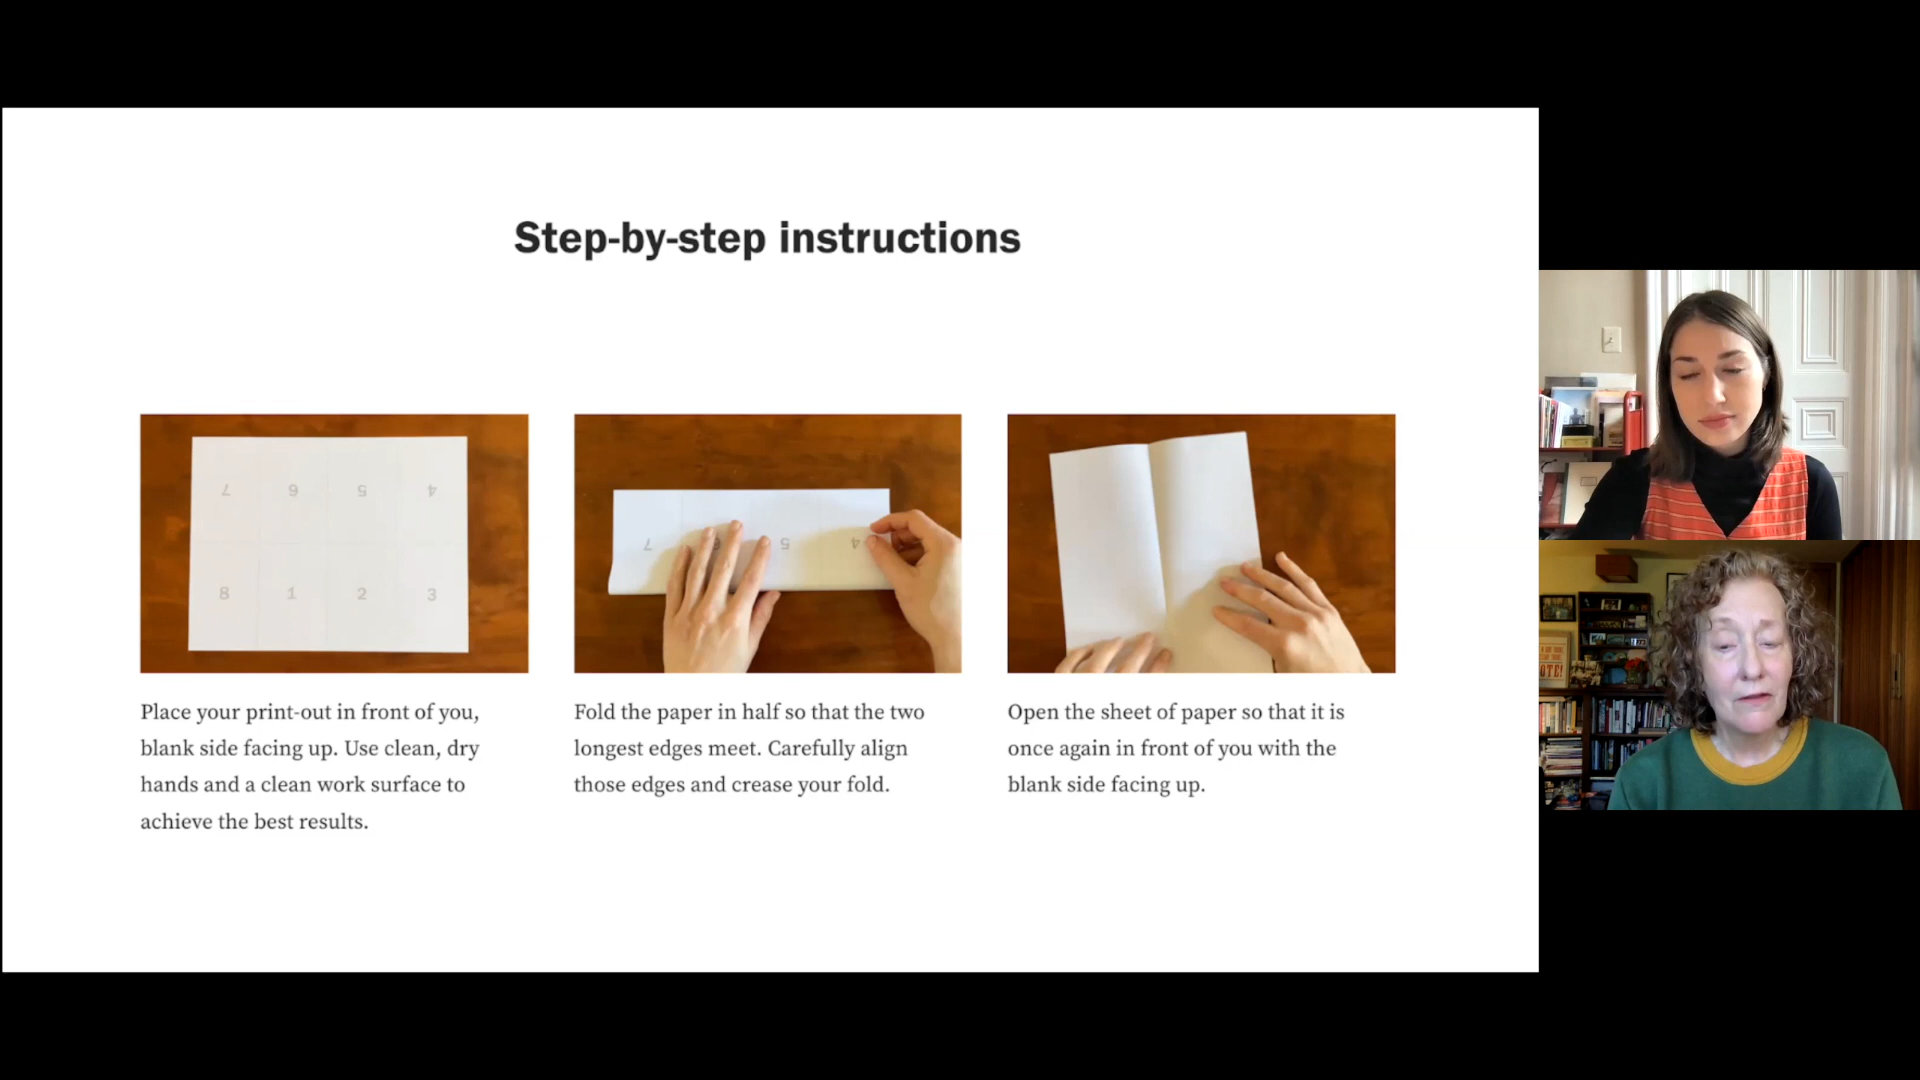 Step-by-step instructions
7 6 5 4
8 1 2 3
7 6 5 4
Place your print-out in front of you,
blank side facing up. Use clean, dry
hands and a clean work surface to
achieve the best results.
Fold the paper in half so that the two
longest edges meet. Carefully align
those edges and crease your fold.
Open the sheet of paper so that it is
once again in front of you with the
blank side facing up.